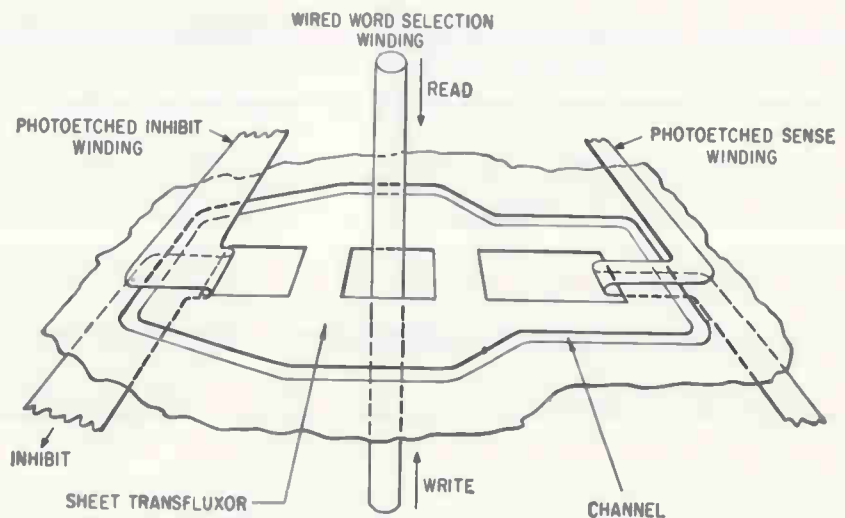 WIRED WORD SELECTION
WINDING
READ
PHOTOETCHED INHIBIT
WINDING
PHOTOETCHED SENSE
WINDING
INHIBIT
SHEET TRANSFLUXOR
WRITE
CHANNEL